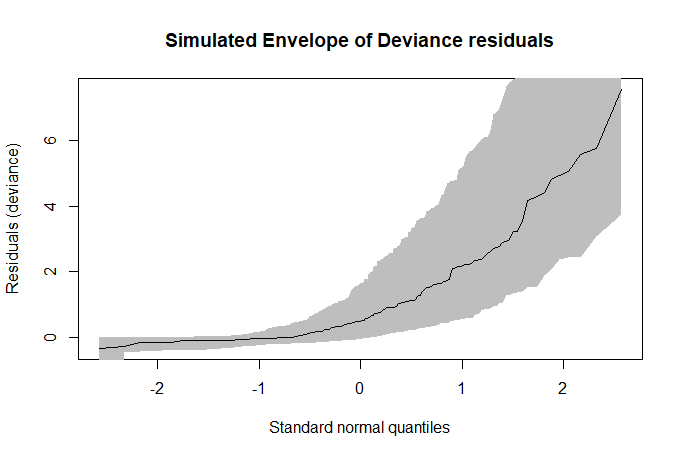 Simulated Envelope of Deviance residuals
Residuals (deviance)
6
4
2
0
-2 -1 0 1 2
Standard normal quantiles